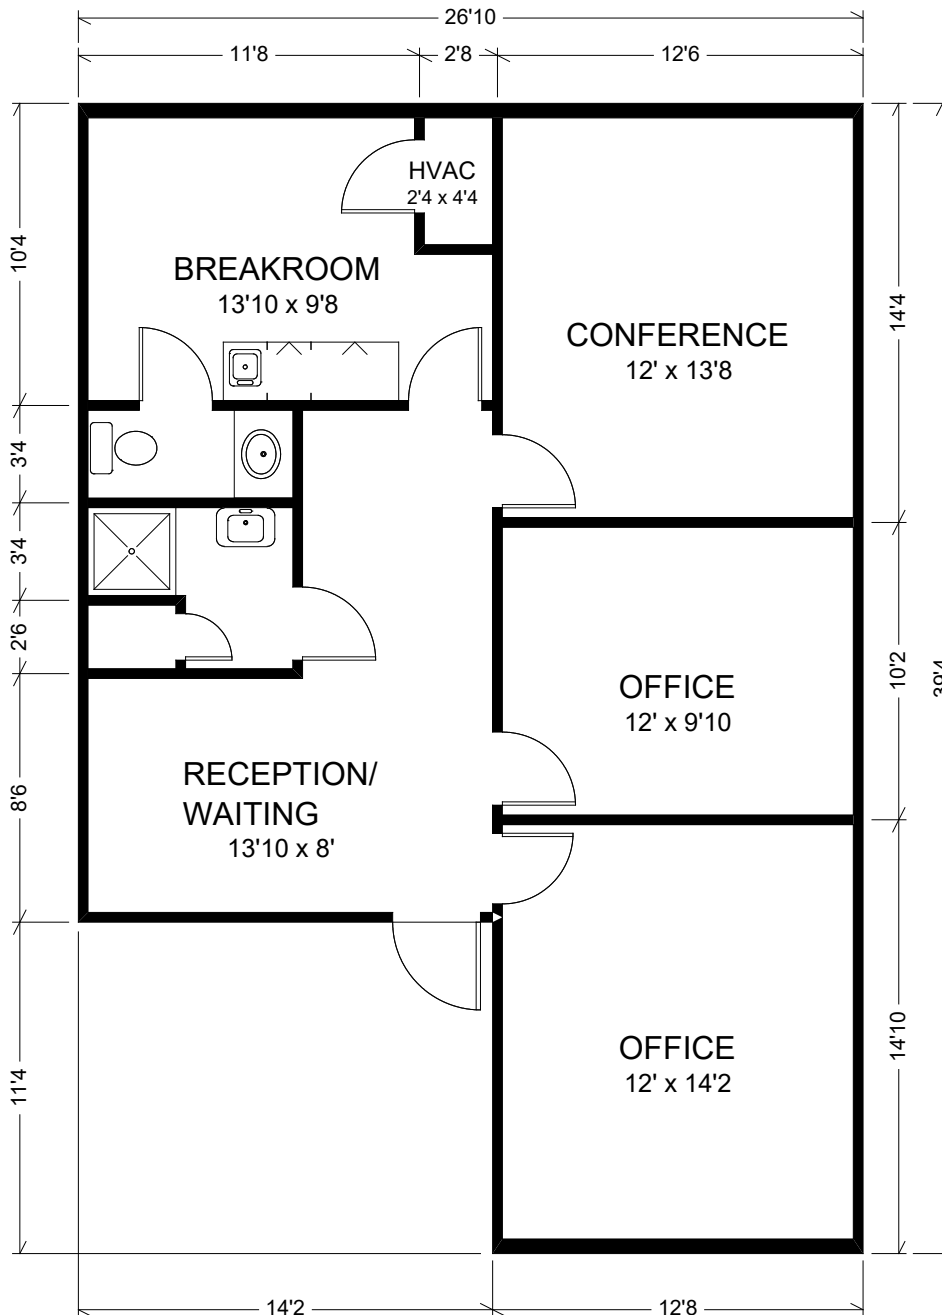 26'10
11'8
2'8
12'6
HVAC
2'4 x 4'4
BREAKROOM
13'10 x 9'8
CONFERENCE
12' x 13'8
OFFICE
12' x 9'10
RECEPTION/
WAITING
13'10 x 8'
OFFICE
12' x 14'2
10'4
3'4
3'4
2'6
8'6
11'4
14'4
10'2
14'10
39'4
14'2
12'8